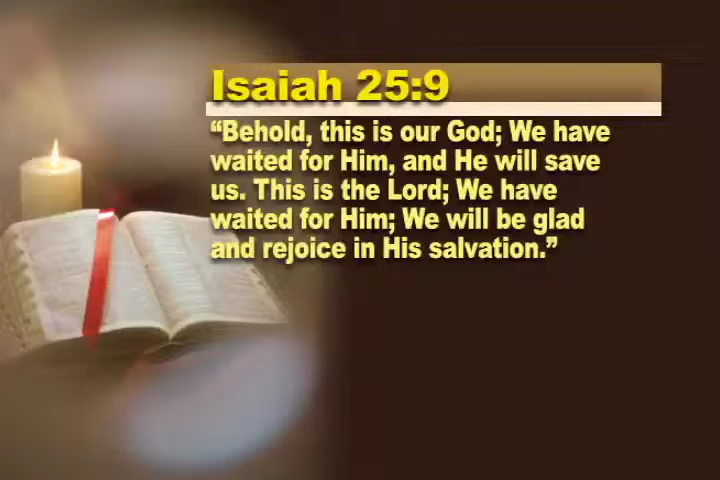 Isaiah 25:9
“Behold, this is our God; We have
waited for Him, and He will save
us. This is the Lord; We have
waited for Him; We will be glad
and rejoice in His salvation.”